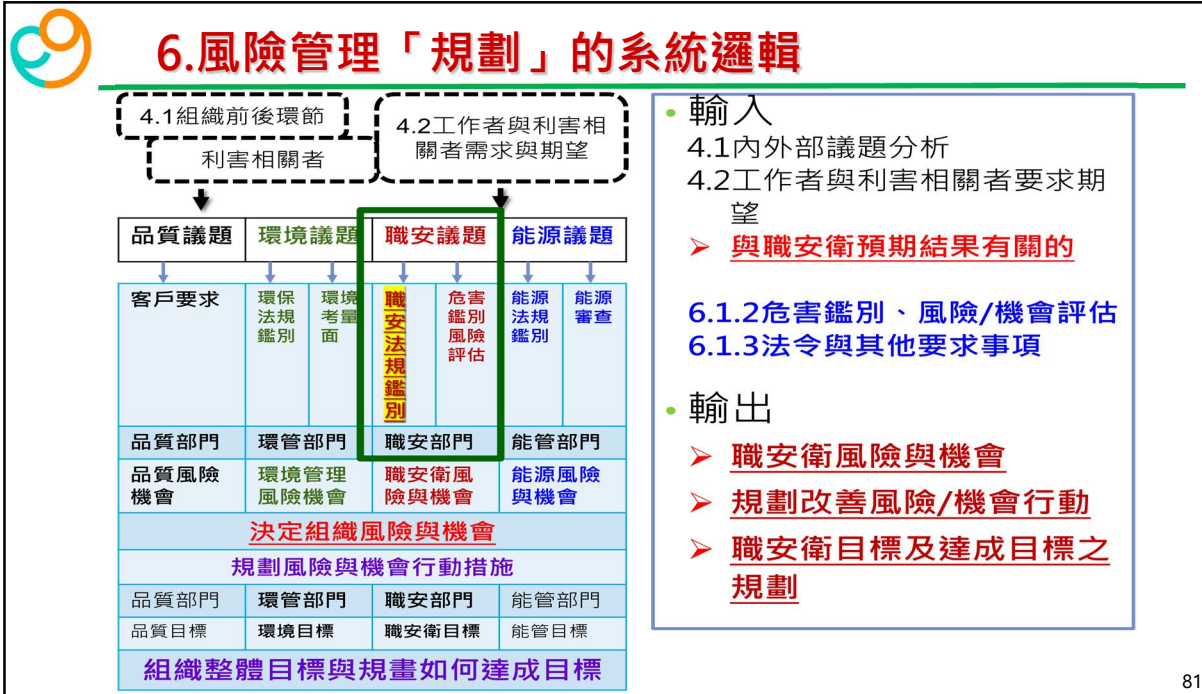 6.風險管理「規劃」的系統邏輯
4.1組織前後環節
利害相關者
4.2工作者與利害相
關者需求與期望
品質議題 環境議題 職安議題 能源議題
客戶要求
環保
法規
鑑別
環境
考量
面
職
安
法
規
鑑
別
危害
鑑別
風險
評估
能源
法規
鑑別
能源
審查
品質部門 環管部門 職安部門 能管部門
品質風險
機會
環境管理
風險機會
職安衛風
險與機會
能源風險
與機會
決定組織風險與機會
規劃風險與機會行動措施
品質部門 環管部門 職安部門 能管部門
品質目標 環境目標 職安衛目標 能管目標
組織整體目標與規畫如何達成目標
• 輸入
4.1內外部議題分析
4.2工作者與利害相關者要求期
望
➢ 與職安衛預期結果有關的
6.1.2危害鑑別、風險/機會評估
6.1.3法令與其他要求事項
• 輸出
➢ 職安衛風險與機會
➢ 規劃改善風險/機會行動
➢ 職安衛目標及達成目標之
規劃
81